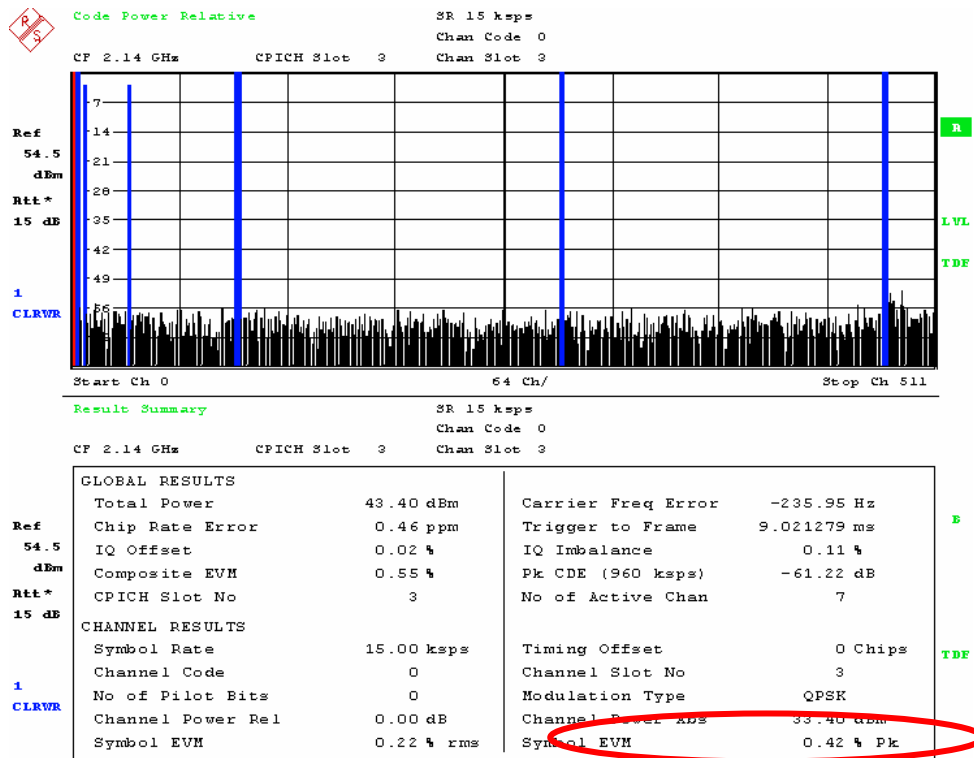 R S
Code Power Relative SR 15 ksps
Chan Code 0
CF 2.14 GHz CPICH Slot 3 Chan Slot 3
-7
Ref -14 R
54.5 -21
dBm
Att* -28
15 dB -35 LVL
-42
TDF
-49
1
CLRWR -56
Start Ch 0 64 Ch/ Stop Ch 511
Result Summary SR 15 ksps
Chan Code 0
CF 2.14 GHz CPICH Slot 3 Chan Slot 3
GLOBAL RESULTS
Total Power 43.40 dBm Carrier Freq Error -235.95 Hz
Ref Chip Rate Error 0.46 ppm Trigger to Frame 9.021279 ms B
54.5 IQ Offset 0.02 % IQ Imbalance 0.11 %
dBm Composite EVM 0.55 % Pk CDE (960 ksps) -61.22 dB
Att* CPICH Slot No 3 No of Active Chan 7
15 dB
CHANNEL RESULTS
Symbol Rate 15.00 ksps Timing Offset 0 Chips TDF
Channel Code 0 Channel Slot No 3
1 No of Pilot Bits 0 Modulation Type QPSK
CLRWR Channel Power Rel 0.00 dB Channel Power Abs 33.40 dBm
Symbol EVM 0.22 % rms Symbol EVM 0.42 % Pk